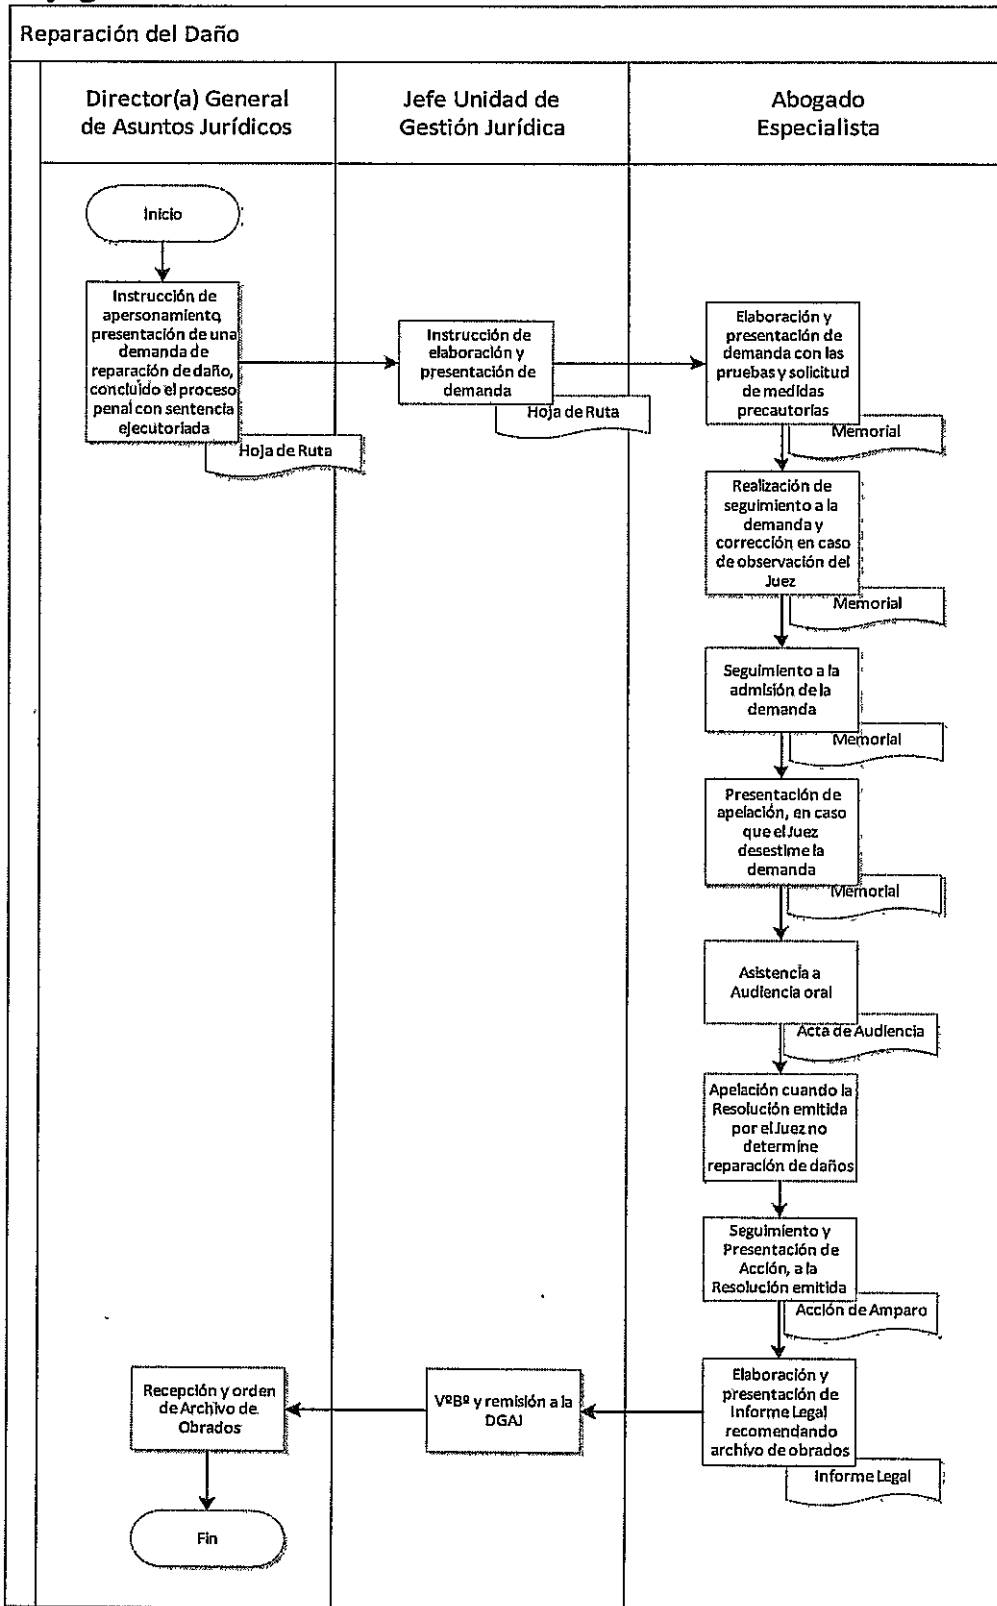 Reparación del Daño
Director(a) General
de Asuntos Jurídicos
Jefe Unidad de
Gestión Jurídica
Abogado
Especialista
Inicio
Instrucción de
apersonamiento,
presentación de una
demanda de
reparación de daño,
concluido el proceso
penal con sentencia
ejecutoriada
Hoja de Ruta
Instrucción de
elaboración y
presentación de
demanda
Hoja de Ruta
Elaboración y
presentación de
demanda con las
pruebas y solicitud
de medidas
precautorias
Memorial
Realización de
seguimiento a la
demanda y
corrección en caso
de observación del
Juez
Memorial
Seguimiento a la
admisión de la
demanda
Memorial
Presentación de
apelación, en caso
que el Juez
desestime la
demanda
Memorial
Asistencia a
Audiencia oral
Acta de Audiencia
Apelación cuando la
Resolución emitida
por el Juez no
determine
reparación de daños
Seguimiento y
Presentación de
Acción, a la
Resolución emitida
Acción de Amparo
Elaboración y
presentación de
Informe Legal
recomendando
archivo de obrados
Informe Legal
VºBº y remisión a la
DGAJ
Recepción y orden
de Archivo de
Obrados
Fin